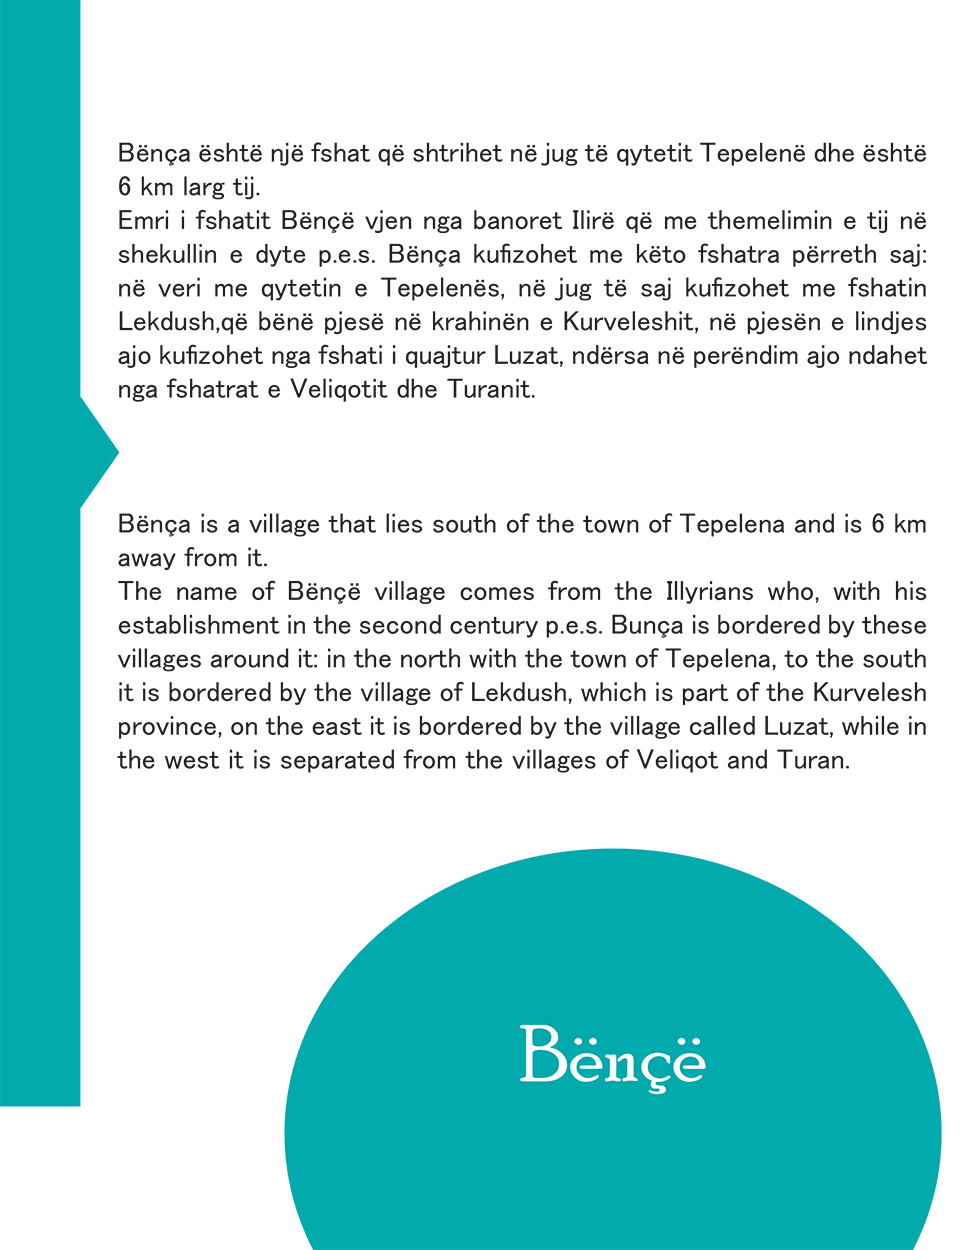 Bënça është një fshat që shtrihet në jug të qytetit Tepelenë dhe është
6 km larg tij.
Emri i fshatit Bënçë vjen nga banoret Ilirë që me themelimin e tij në
shekullin e dyte p.e.s. Bënça kufizohet me këto fshatra përreth saj:
në veri me qytetin e Tepelenës, në jug të saj kufizohet me fshatin
Lekdush,që bënë pjesë në krahinën e Kurveleshit, në pjesën e lindjes
ajo kufizohet nga fshati i quajtur Luzat, ndërsa në perëndim ajo ndahet
nga fshatrat e Veliqotit dhe Turanit.
Bënça is a village that lies south of the town of Tepelena and is 6 km
away from it.
The name of Bënçë village comes from the Illyrians who, with his
establishment in the second century p.e.s. Bunça is bordered by these
villages around it: in the north with the town of Tepelena, to the south
it is bordered by the village of Lekdush, which is part of the Kurvelesh
province, on the east it is bordered by the village called Luzat, while in
the west it is separated from the villages of Veliqot and Turan.
Bënçë